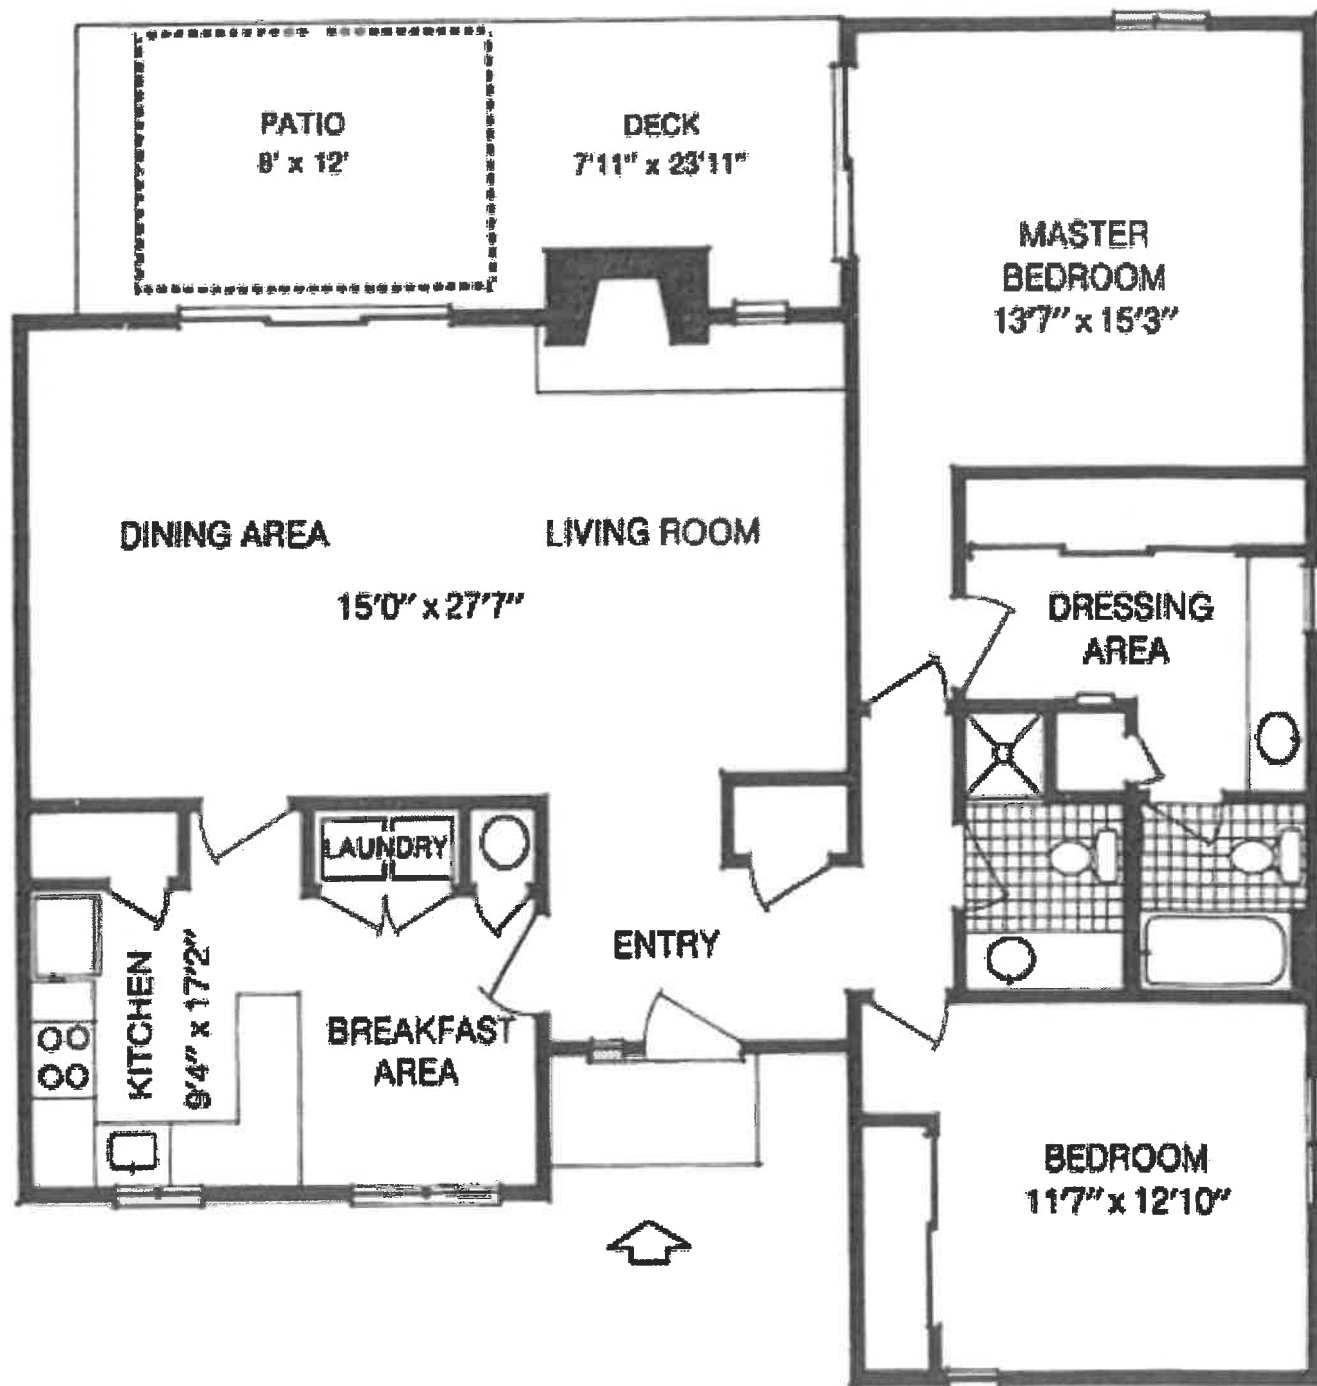 PATIO
8' x 12'
DECK
7'11" x 23'11"
MASTER
BEDROOM
13'7" x 15'3"
DINING AREA
LIVING ROOM
15'0" x 27'7"
DRESSING
AREA
LAUNDRY
ENTRY
KITCHEN
9'4" x 17'2"
BREAKFAST
AREA
BEDROOM
11'7" x 12'10"